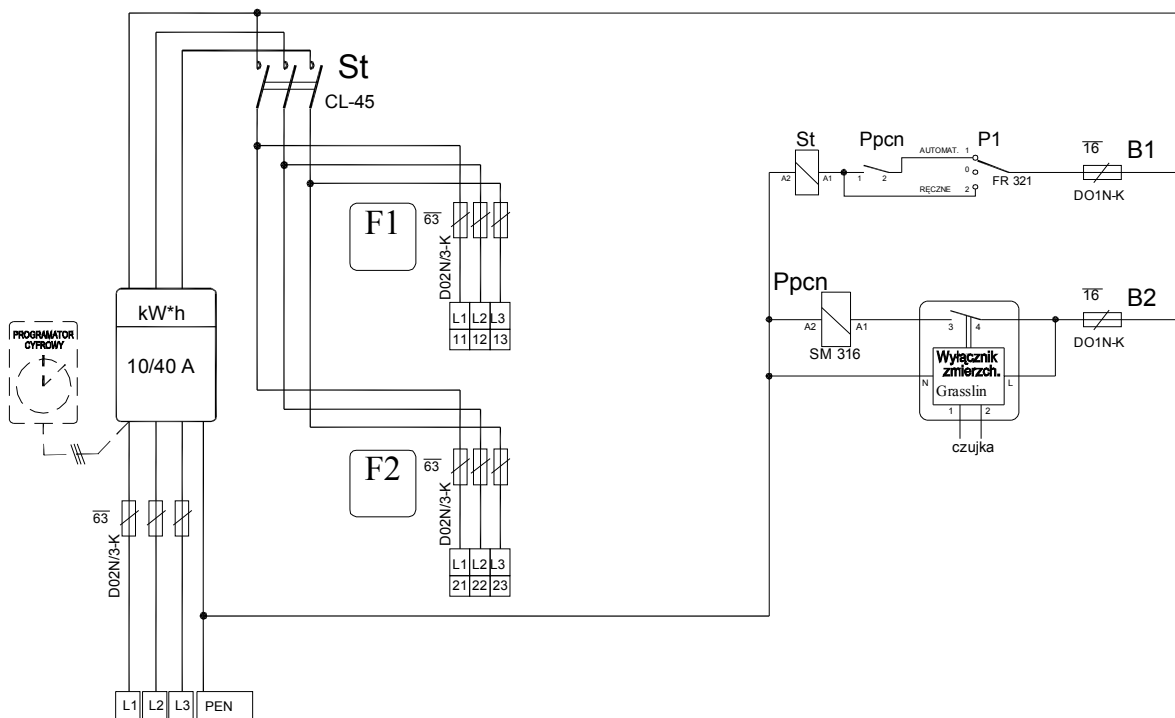 St
CL-45
St
Ppcn
P1
16
B1
AUTOMAT. 1
A2
A1
1
2
0
FR 321
RĘCZNE
2
DO1N-K
F1
63
D02N/3-K
L1 L2 L3
11 12 13
Ppcn
16
B2
A2
A1
3
4
DO1N-K
SM 316
Wyłącznik
zmierzch.
N
L
Grasslin
1
2
czujka
kW*h
10/40 A
PROGRAMATOR
CYFROWY
F2
63
D02N/3-K
L1 L2 L3
21 22 23
63
D02N/3-K
L1 L2 L3 PEN